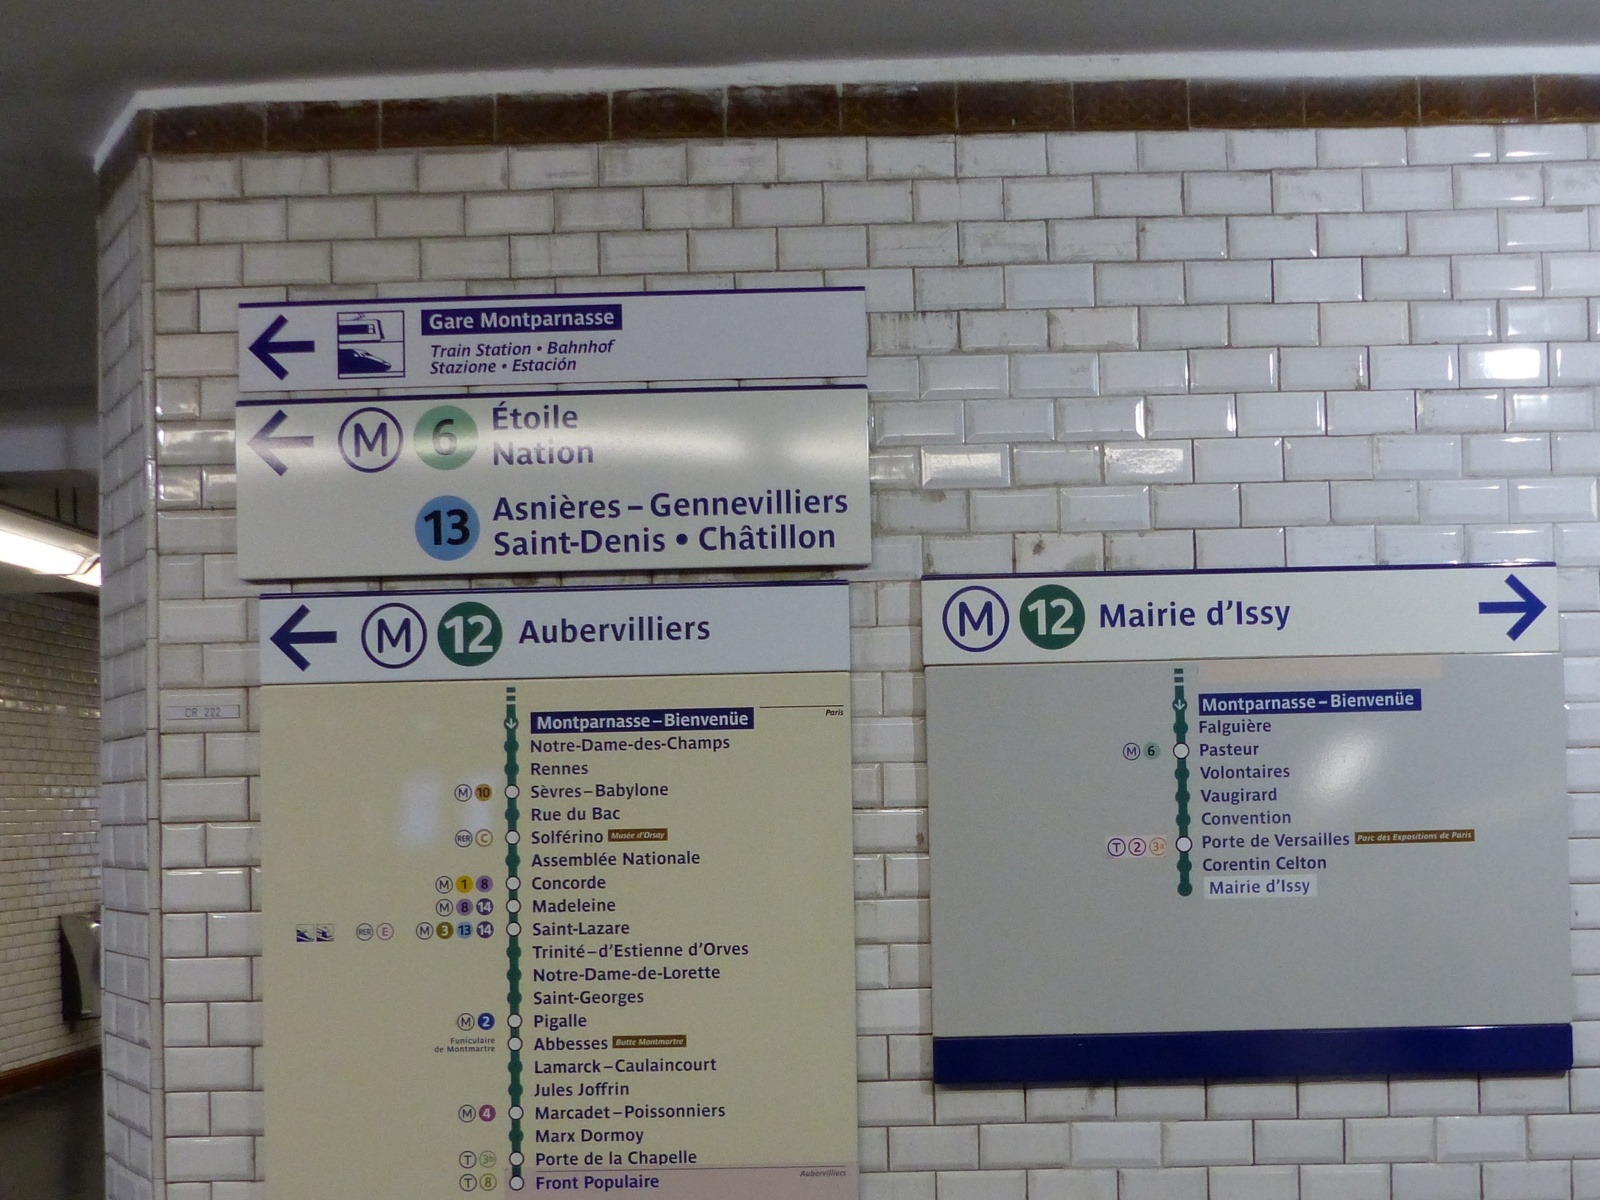 Gare Montparnasse
Train Station • Bahnhof
Stazione • Estación
M 6 Étoile
Nation
13 Asnières – Gennevilliers
Saint-Denis • Châtillon
M 12 Aubervilliers
Montparnasse – Bienvenüe
Paris
Notre-Dame-des-Champs
Rennes
M 10 Sèvres – Babylone
Rue du Bac
RER C Solférino Musée d'Orsay
Assemblée Nationale
M 1 8 Concorde
M 8 14 Madeleine
RER E M 3 13 14 Saint-Lazare
Trinité – d'Estienne d'Orves
Notre-Dame-de-Lorette
Saint-Georges
M 2 Pigalle
Funiculaire
de Montmartre
Abbesses Butte Montmartre
Lamarck – Caulaincourt
Jules Joffrin
M 4 Marcadet – Poissonniers
Marx Dormoy
T 3b Porte de la Chapelle
Aubervilliers
T 8 Front Populaire
M 12 Mairie d'Issy
Montparnasse – Bienvenüe
Falguière
M 6 Pasteur
Volontaires
Vaugirard
Convention
T 2 3a Porte de Versailles Parc des Expositions de Paris
Corentin Celton
Mairie d'Issy
CR 222